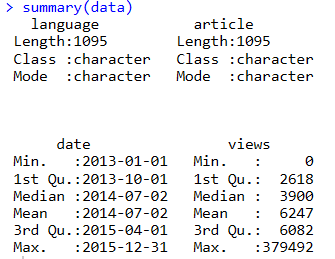 > summary(data)
language article
Length:1095 Length:1095
Class :character Class :character
Mode :character Mode :character
date views
Min. :2013-01-01 Min. : 0
1st Qu.:2013-10-01 1st Qu.: 2618
Median :2014-07-02 Median : 3900
Mean :2014-07-02 Mean : 6247
3rd Qu.:2015-04-01 3rd Qu.: 6082
Max. :2015-12-31 Max. :379492